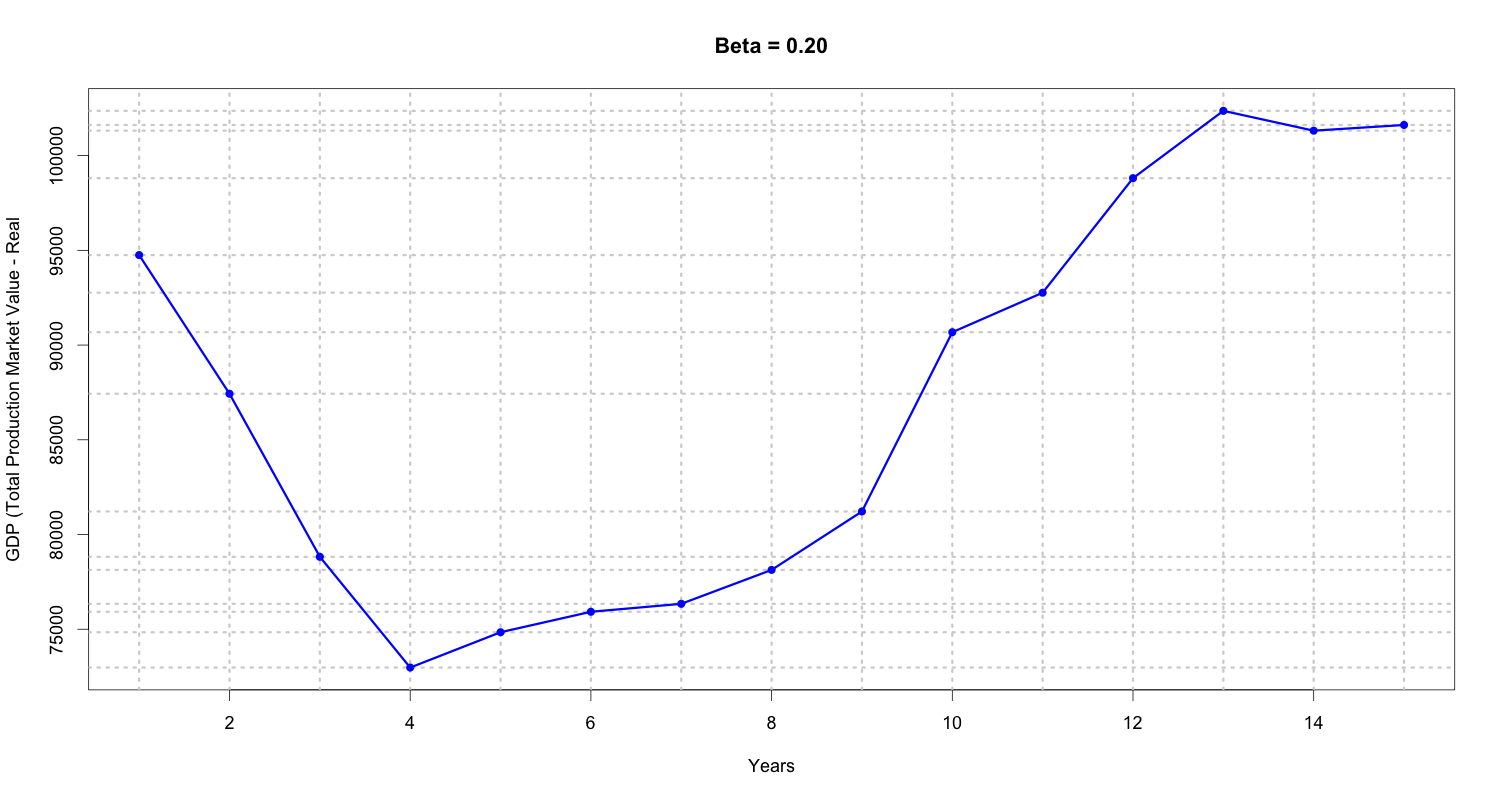 Beta = 0.20
GDP (Total Production Market Value - Real
100000
95000
90000
85000
80000
75000
2 4 6 8 10 12 14
Years